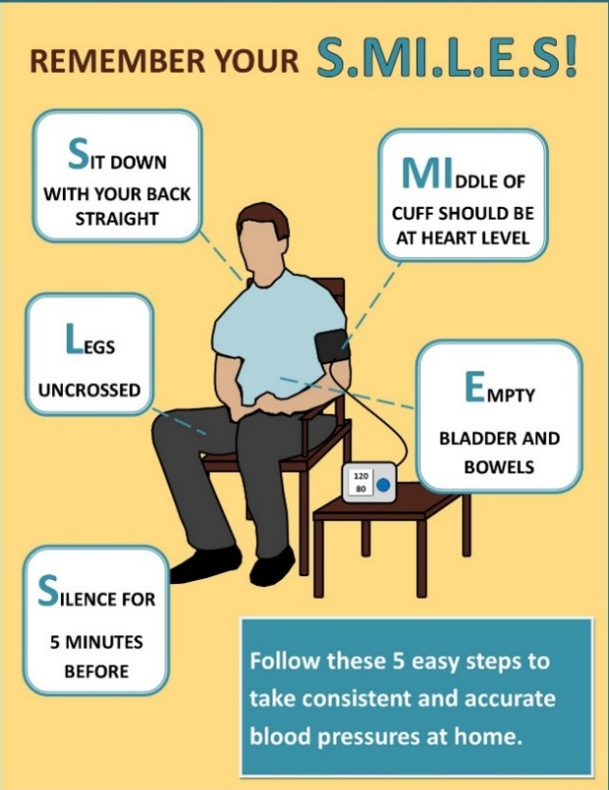 REMEMBER YOUR S.MI.L.E.S!
SIT DOWN
WITH YOUR BACK
STRAIGHT
MIDDLE OF
CUFF SHOULD BE
AT HEART LEVEL
LEGS
UNCROSSED
EMPTY
BLADDER AND
BOWELS
120
80
SILENCE FOR
5 MINUTES
BEFORE
Follow these 5 easy steps to
take consistent and accurate
blood pressures at home.